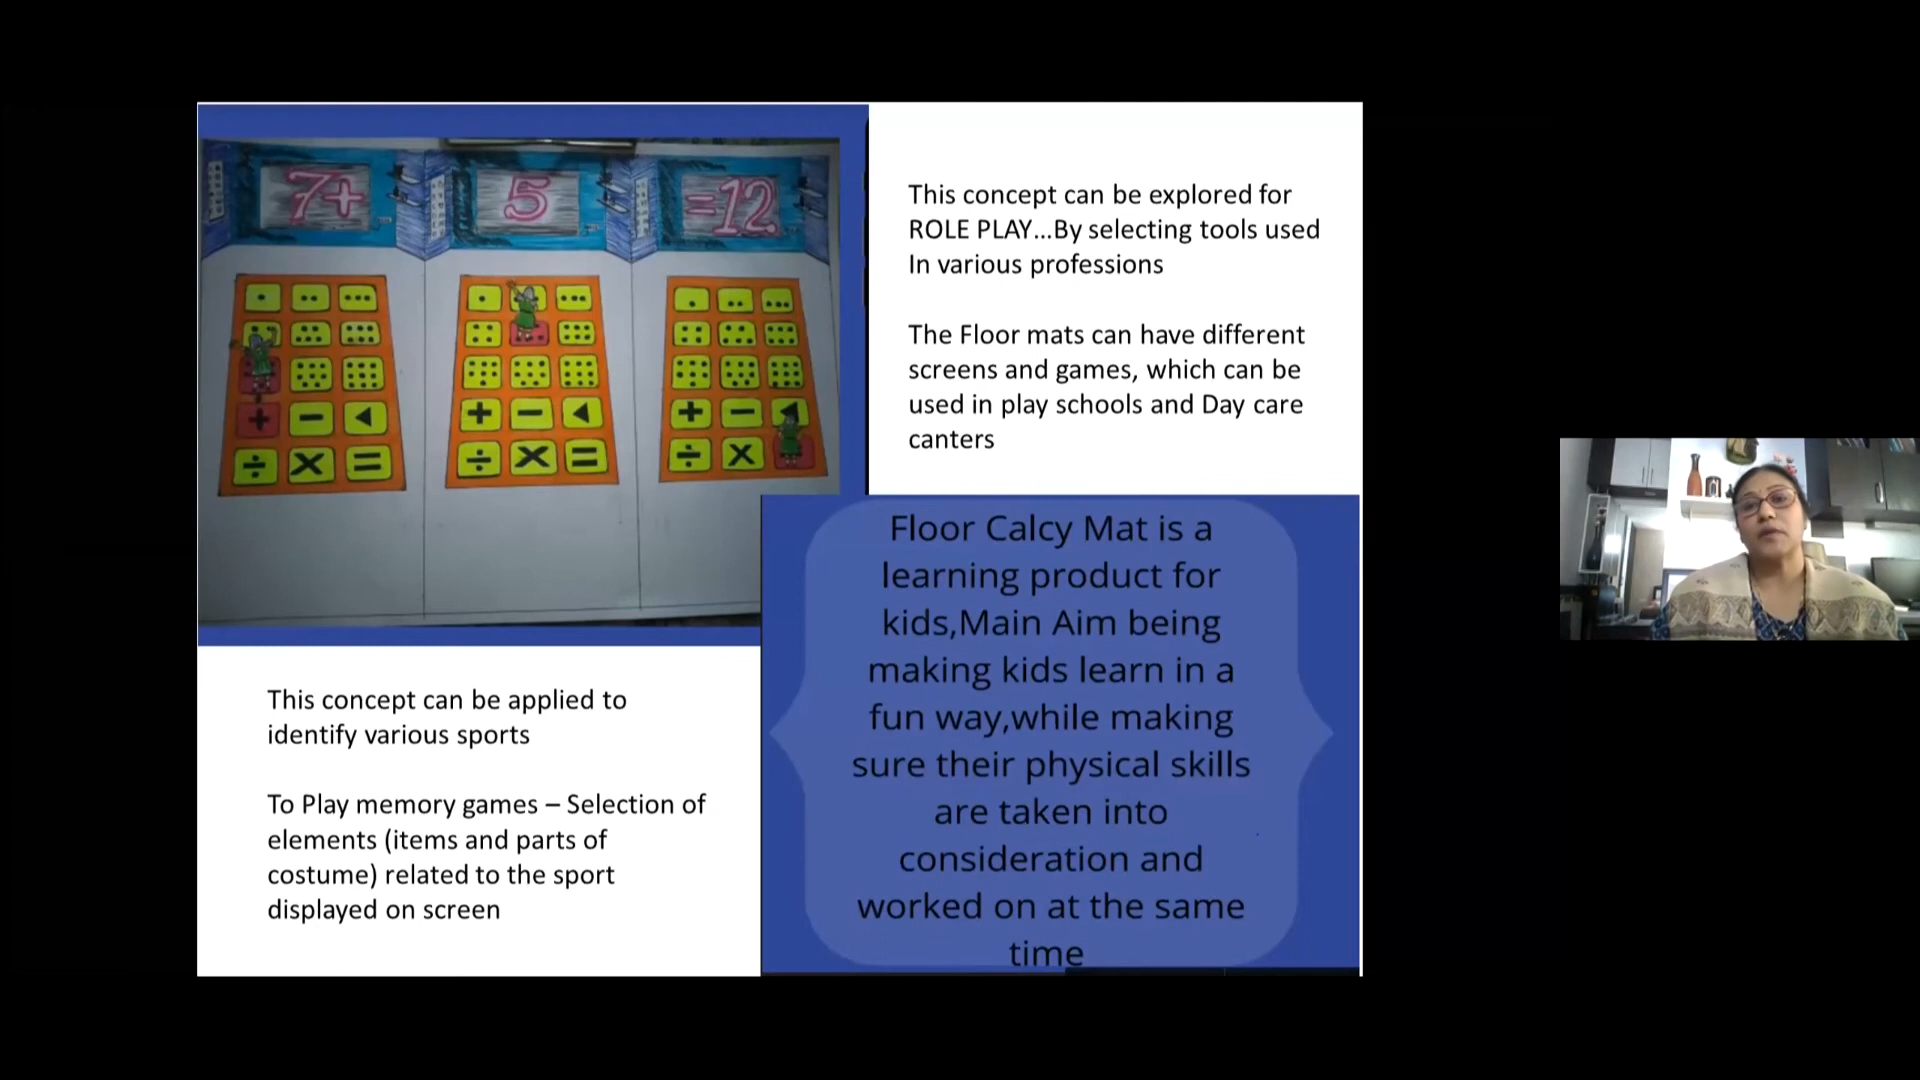 7+
5
=12
+ − ◀
÷ × =
+ − ◀
÷ × =
+ − ◀
÷ ×
This concept can be explored for
ROLE PLAY...By selecting tools used
In various professions
The Floor mats can have different
screens and games, which can be
used in play schools and Day care
canters
This concept can be applied to
identify various sports
To Play memory games – Selection of
elements (items and parts of
costume) related to the sport
displayed on screen
Floor Calcy Mat is a
learning product for
kids,Main Aim being
making kids learn in a
fun way,while making
sure their physical skills
are taken into
consideration and
worked on at the same
time